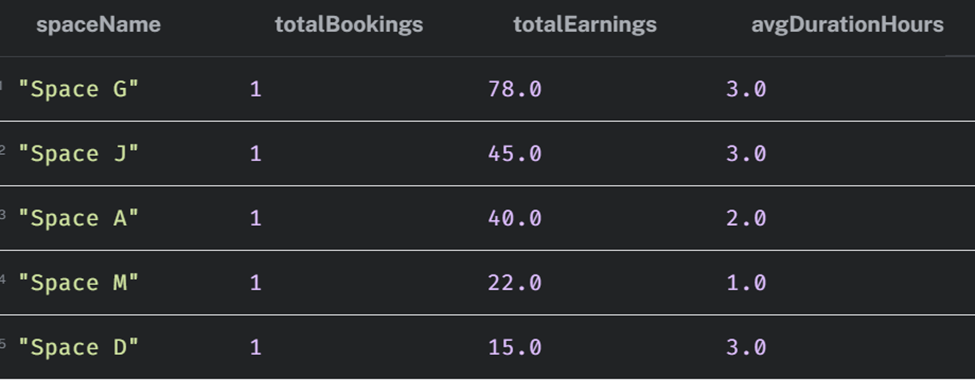 spaceName totalBookings totalEarnings avgDurationHours
1 "Space G" 1 78.0 3.0
2 "Space J" 1 45.0 3.0
3 "Space A" 1 40.0 2.0
4 "Space M" 1 22.0 1.0
5 "Space D" 1 15.0 3.0